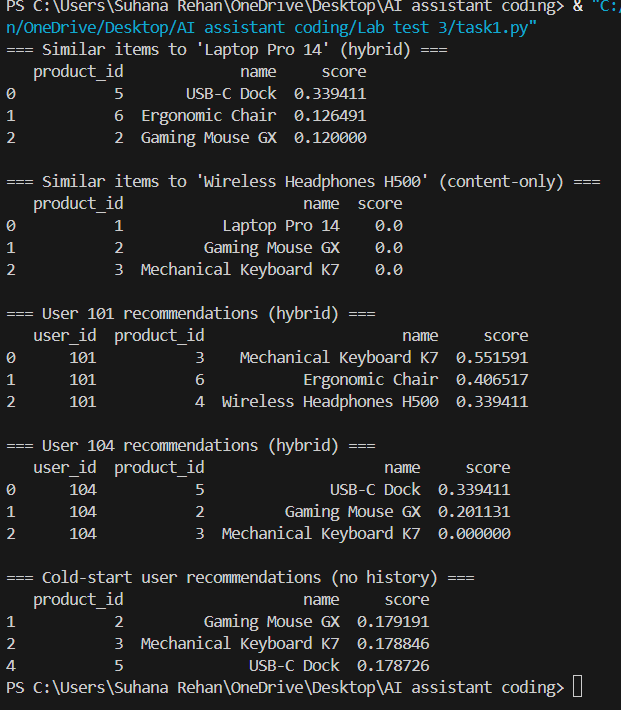 PS C:\Users\Suhana Rehan\OneDrive\Desktop\AI assistant coding> & "C:/
n/OneDrive/Desktop/AI assistant coding/Lab test 3/task1.py"
=== Similar items to 'Laptop Pro 14' (hybrid) ===
   product_id             name     score
0           5       USB-C Dock  0.339411
1           6  Ergonomic Chair  0.126491
2           2  Gaming Mouse GX  0.120000

=== Similar items to 'Wireless Headphones H500' (content-only) ===
   product_id                    name  score
0           1           Laptop Pro 14    0.0
1           2         Gaming Mouse GX    0.0
2           3  Mechanical Keyboard K7    0.0

=== User 101 recommendations (hybrid) ===
   user_id  product_id                      name     score
0      101           3    Mechanical Keyboard K7  0.551591
1      101           6           Ergonomic Chair  0.406517
2      101           4  Wireless Headphones H500  0.339411

=== User 104 recommendations (hybrid) ===
   user_id  product_id                    name     score
0      104           5              USB-C Dock  0.339411
1      104           2         Gaming Mouse GX  0.201131
2      104           3  Mechanical Keyboard K7  0.000000

=== Cold-start user recommendations (no history) ===
   product_id                    name     score
1           2         Gaming Mouse GX  0.179191
2           3  Mechanical Keyboard K7  0.178846
4           5              USB-C Dock  0.178726
PS C:\Users\Suhana Rehan\OneDrive\Desktop\AI assistant coding>